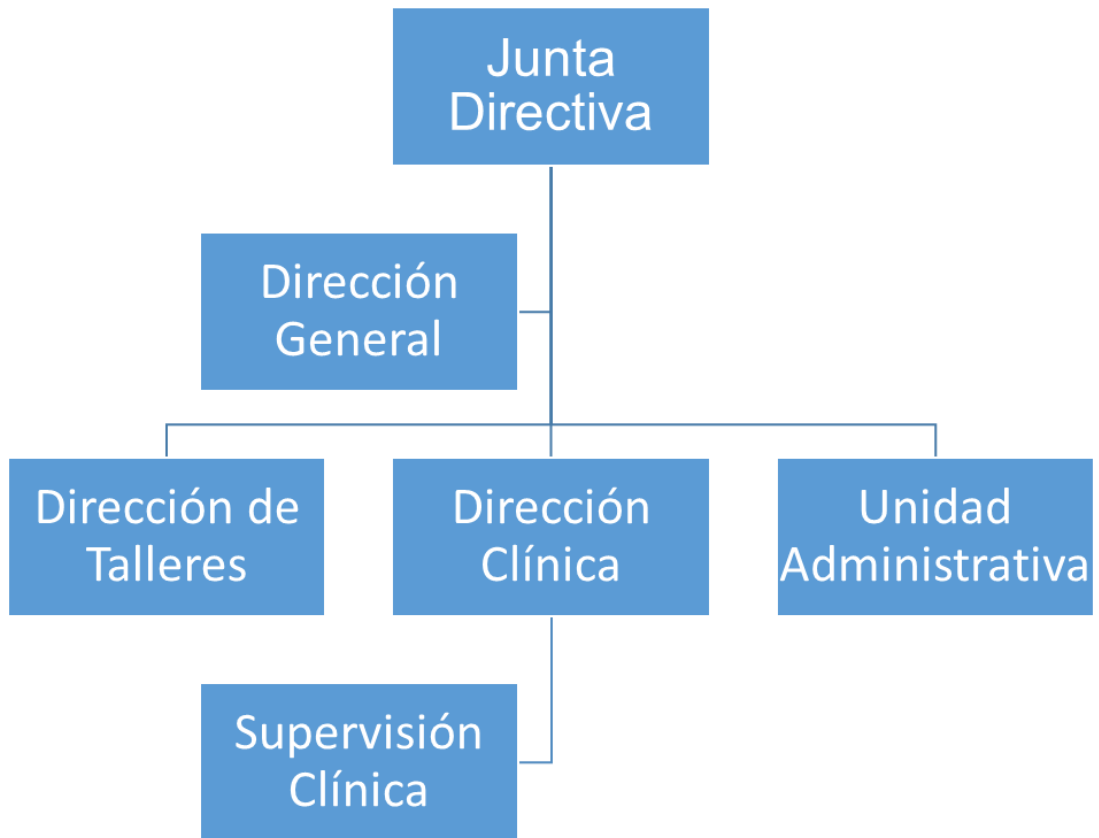 Junta
Directiva
Dirección
General
Dirección de
Talleres
Dirección
Clínica
Unidad
Administrativa
Supervisión
Clínica